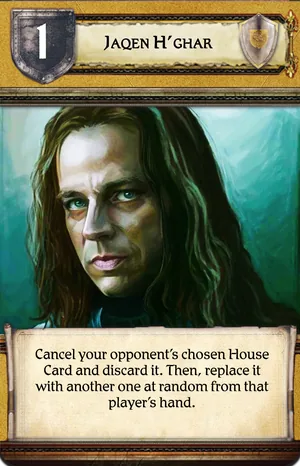 1
Jaqen H'ghar
Cancel your opponent's chosen House
Card and discard it. Then, replace it
with another one at random from that
player's hand.